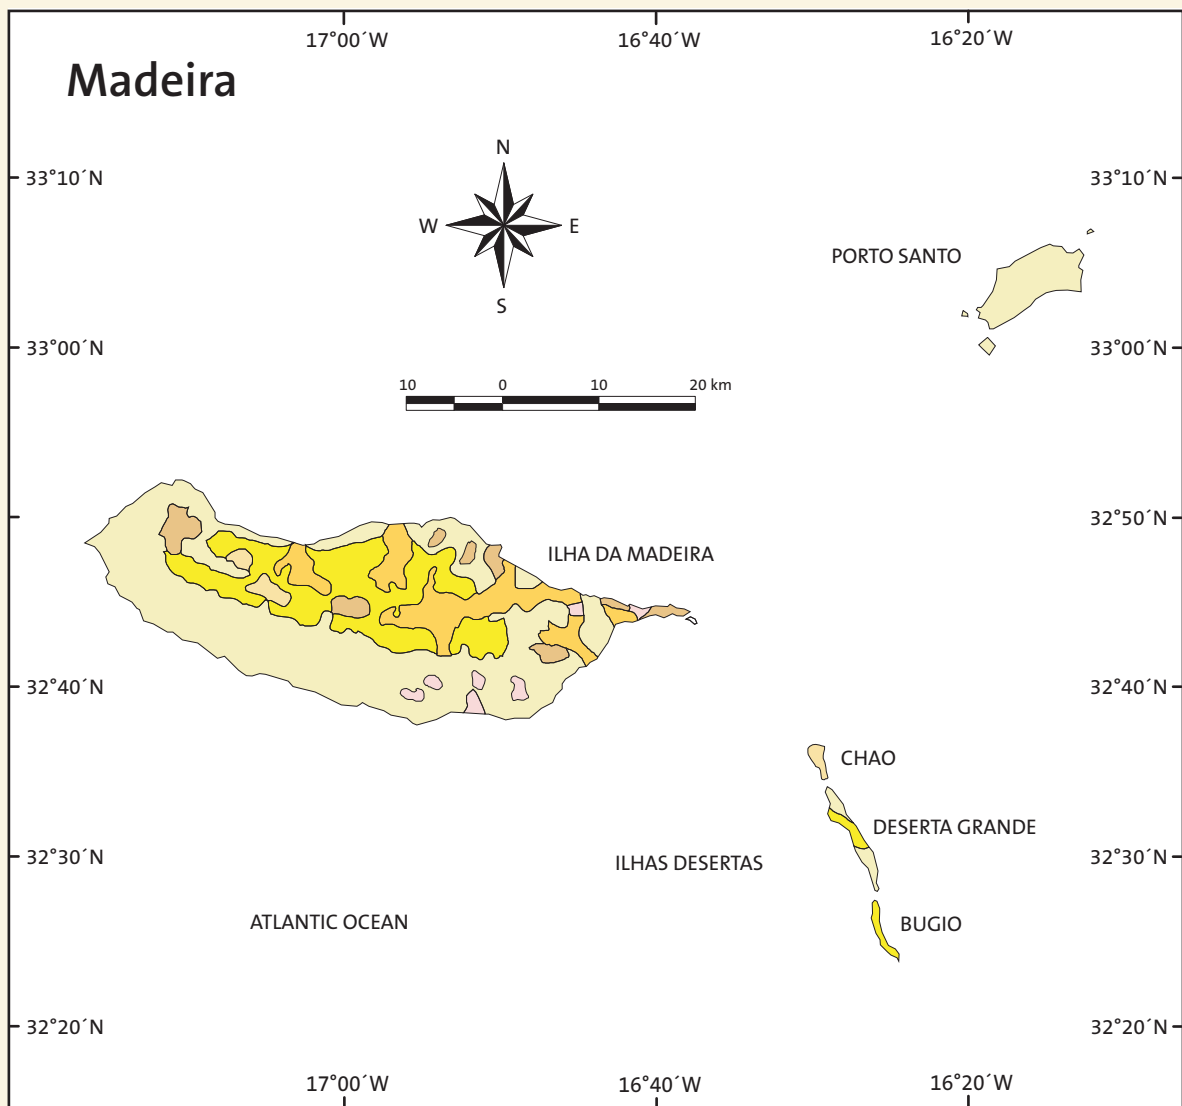 17°00´W
16°40´W
16°20´W
Madeira
N
W
E
S
33°10´N
33°10´N
PORTO SANTO
33°00´N
33°00´N
10
0
10
20 km
32°50´N
ILHA DA MADEIRA
32°40´N
32°40´N
CHAO
DESERTA GRANDE
ILHAS DESERTAS
32°30´N
32°30´N
ATLANTIC OCEAN
BUGIO
32°20´N
32°20´N
17°00´W
16°40´W
16°20´W